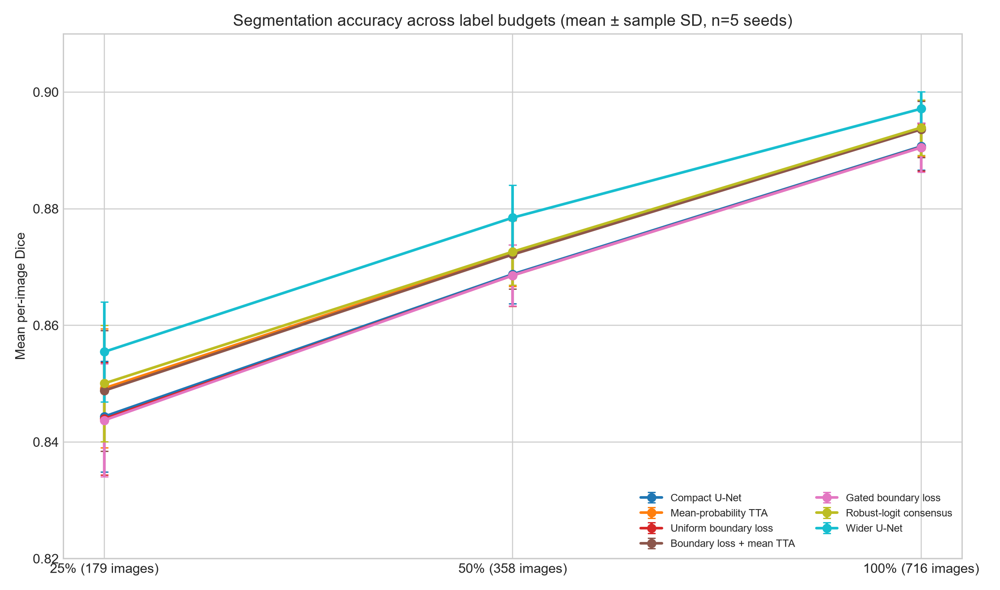 Segmentation accuracy across label budgets (mean ± sample SD, n=5 seeds)
Mean per-image Dice
0.90
0.88
0.86
0.84
0.82
25% (179 images)
50% (358 images)
100% (716 images)
Compact U-Net
Mean-probability TTA
Uniform boundary loss
Boundary loss + mean TTA
Gated boundary loss
Robust-logit consensus
Wider U-Net